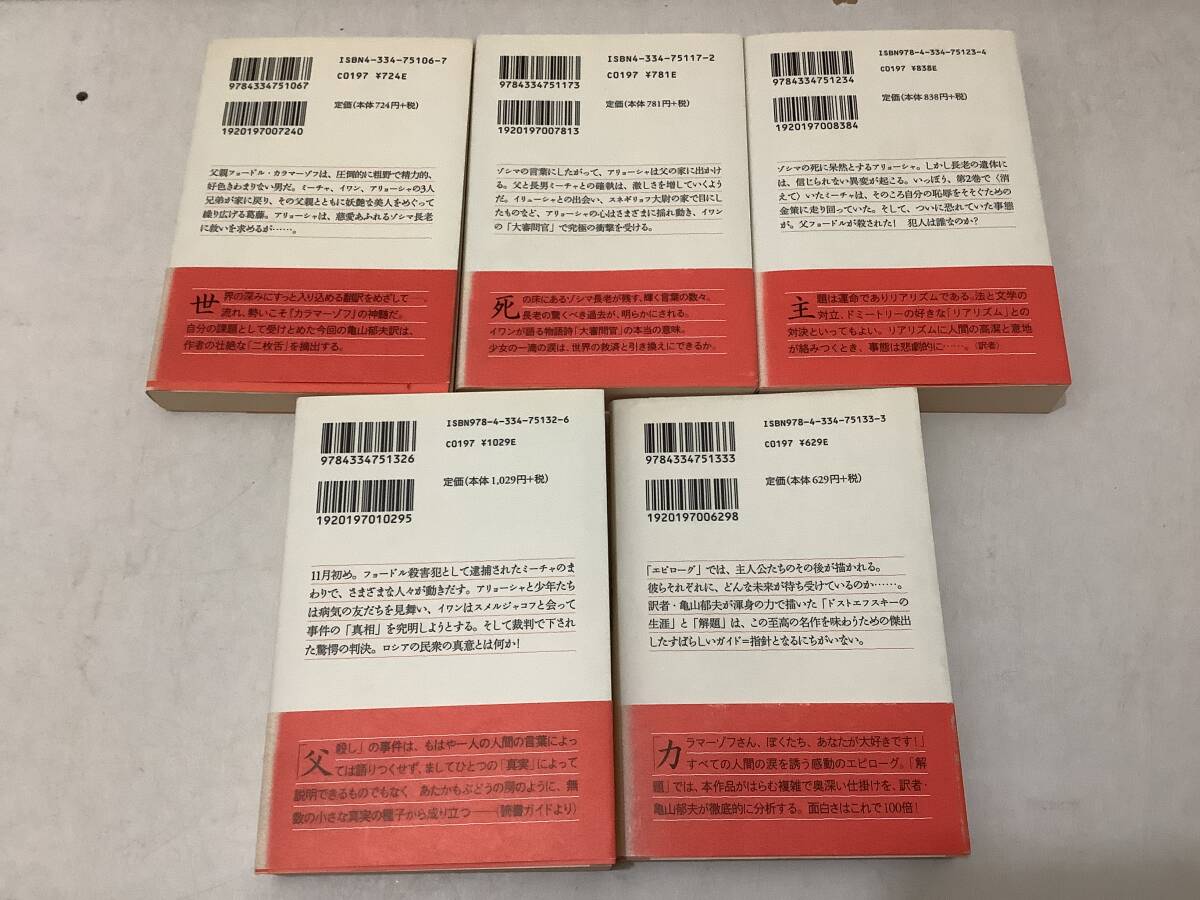 ISBN4-334-75106-7
C0197 ¥724E
9784334751067
定価(本体724円+税)
1920197007240
父親フョードル・カラマーゾフは、圧倒的に粗野で精力的、
好色きわまりない男だ。ミーチャ、イワン、アリョーシャの3人
兄弟が家に戻り、その父親とともに妖艶な美人をめぐって
繰り広げる葛藤。アリョーシャは、慈愛あふれるゾシマ長老
に救いを求めるが……。
世界の深みにすっと入り込める翻訳をめざして――。
流れ、勢いこそ『カラマーゾフ』の神髄だ。
自分の課題として受けとめた今回の亀山郁夫訳は、
作者の壮絶な「二枚舌」を摘出する。
ISBN4-334-75117-2
C0197 ¥781E
9784334751173
定価(本体781円+税)
1920197007813
ゾシマの言葉にしたがって、アリョーシャは父の家に出かけ
る。父と長男ミーチャとの確執は、激しさを増していくよう
だ。イリューシャとの出会い、スネギリョフ大尉の家で目にし
たものなど、アリョーシャの心はさまざまに揺れ動き、イワン
の「大審問官」で究極の衝撃を受ける。
死の床にあるゾシマ長老が残す、輝く言葉の数々。
長老の驚くべき過去が、明らかにされる。
イワンが語る物語詩「大審問官」の本当の意味。
少女の一滴の涙は、世界の救済と引き換えにできるか。
ISBN978-4-334-75123-4
C0197 ¥838E
9784334751234
定価(本体838円+税)
1920197008384
ゾシマの死に呆然とするアリョーシャ。しかし長老の遺体に
は、信じられない異変が起こる。いっぽう、第2巻で〈消
えて〉いたミーチャは、そのころ自分の恥辱をそそぐための
金策に走り回っていた。そして、ついに恐れていた事態
が。父フョードルが殺された! 犯人は誰なのか?
主題は運命でありリアリズムである。法と文学の
対立、ドミートリーの好きな「リアリズム」との
対決といってもよい。リアリズムに人間の高潔と意地
が絡みつくとき、事態は悲劇的に……。(訳者)
ISBN978-4-334-75132-6
C0197 ¥1029E
9784334751326
定価(本体1,029円+税)
1920197010295
11月初め。フョードル殺害犯として逮捕されたミーチャのま
わりで、さまざまな人々が動きだす。アリョーシャと少年たち
は病気の友だちを見舞い、イワンはスメルジャコフと会って
事件の「真相」を究明しようとする。そして裁判で下され
た驚愕の判決。ロシアの民衆の真意とは何か!
「父殺し」の事件は、もはや一人の人間の言葉によっ
ては語りつくせず、ましてひとつの「真実」によって
説明できるものでもなく あたかもぶどうの房のように、無
数の小さな真実の種子から成り立つ――(読書ガイドより)
ISBN978-4-334-75133-3
C0197 ¥629E
9784334751333
定価(本体629円+税)
1920197006298
「エピローグ」では、主人公たちのその後が描かれる。
彼らそれぞれに、どんな未来が待ち受けているのか……。
訳者・亀山郁夫が渾身の力で描いた「ドストエフスキーの
生涯」と「解題」は、この至高の名作を味わうための傑出
したすばらしいガイド=指針となるにちがいない。
「カラマーゾフさん、ぼくたち、あなたが大好きです!」
すべての人間の涙を誘う感動のエピローグ。「解
題」では、本作品がはらむ複雑で奥深い仕掛けを、訳者・
亀山郁夫が徹底的に分析する。面白さはこれで100倍!